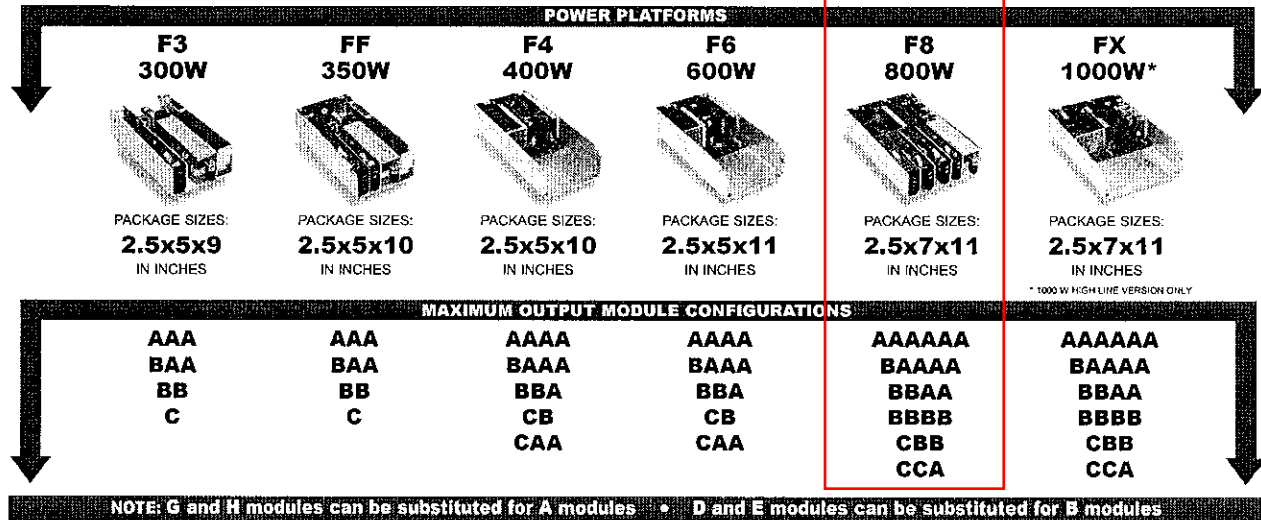 POWER PLATFORMS
F3 FF F4 F6 F8 FX
300W 350W 400W 600W 800W 1000W*
PACKAGE SIZES: PACKAGE SIZES: PACKAGE SIZES: PACKAGE SIZES: PACKAGE SIZES: PACKAGE SIZES:
2.5x5x9 2.5x5x10 2.5x5x10 2.5x5x11 2.5x7x11 2.5x7x11
IN INCHES IN INCHES IN INCHES IN INCHES IN INCHES IN INCHES
* 1000 W HIGH LINE VERSION ONLY
MAXIMUM OUTPUT MODULE CONFIGURATIONS
AAA AAA AAAA AAAA AAAAAA AAAAAA
BAA BAA BAAA BAAA BAAAA BAAAA
BB BB BBA BBA BBAA BBAA
C C CB CB BBBB BBBB
CAA CAA CBB CBB
CCA CCA
NOTE: G and H modules can be substituted for A modules • D and E modules can be substituted for B modules